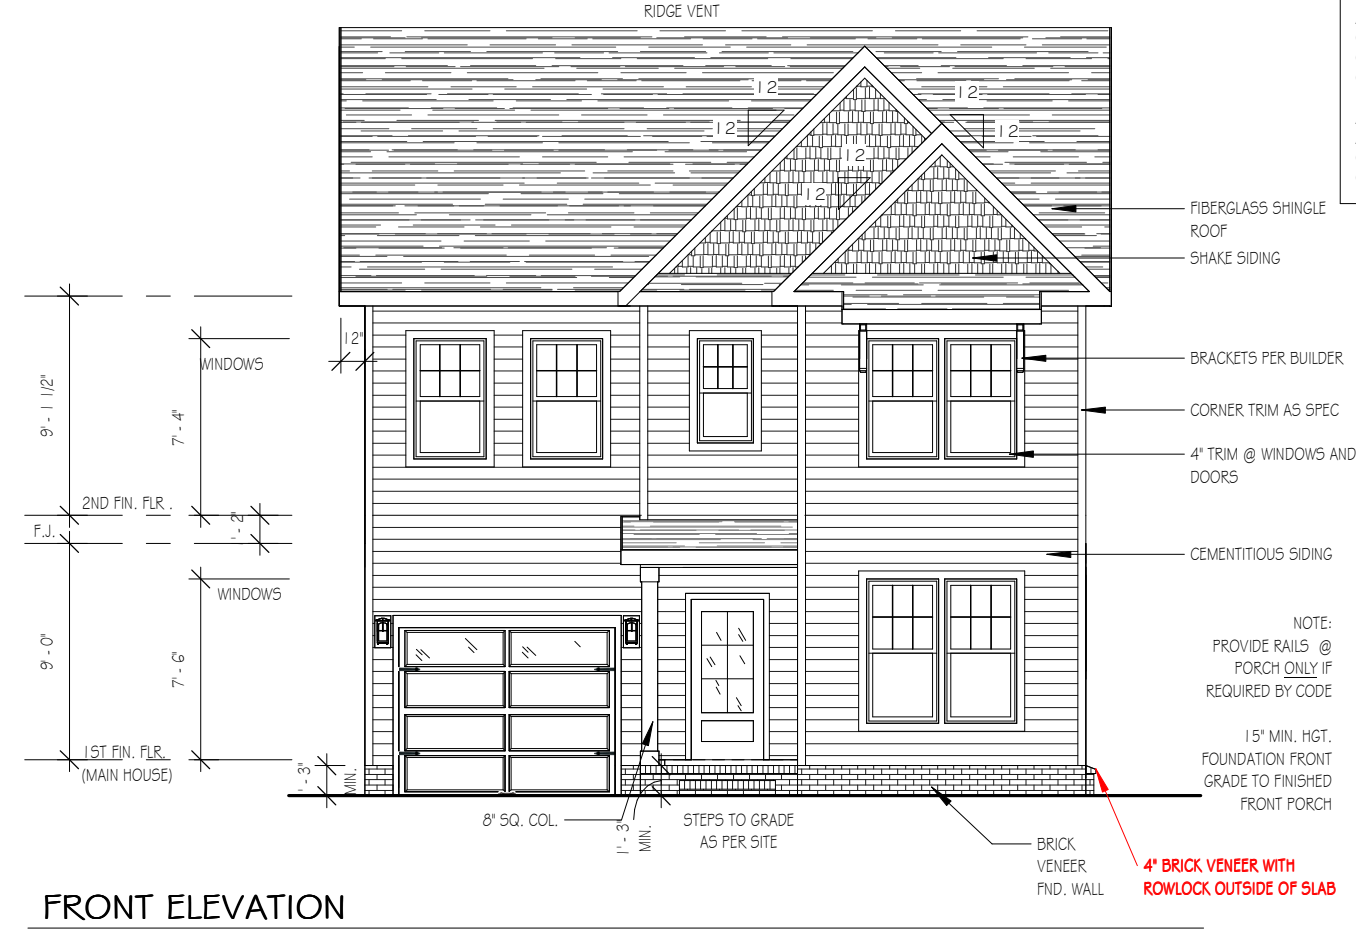 RIDGE VENT
12
12
12
12
12
12
FIBERGLASS SHINGLE
ROOF
SHAKE SIDING
12"
WINDOWS
BRACKETS PER BUILDER
9' - 1 1/2"
7' - 4"
CORNER TRIM AS SPEC
4" TRIM @ WINDOWS AND
DOORS
2ND FIN. FLR .
F.J.
' - 2"
CEMENTITIOUS SIDING
WINDOWS
9' - 0"
7' - 6"
NOTE:
PROVIDE RAILS @
PORCH ONLY IF
REQUIRED BY CODE
1ST FIN. FLR.
(MAIN HOUSE)
' - 3"
MIN.
15" MIN. HGT.
FOUNDATION FRONT
GRADE TO FINISHED
FRONT PORCH
8" SQ. COL.
1' - 3"
MIN.
STEPS TO GRADE
AS PER SITE
BRICK
VENEER
FND. WALL
4" BRICK VENEER WITH
ROWLOCK OUTSIDE OF SLAB
FRONT ELEVATION